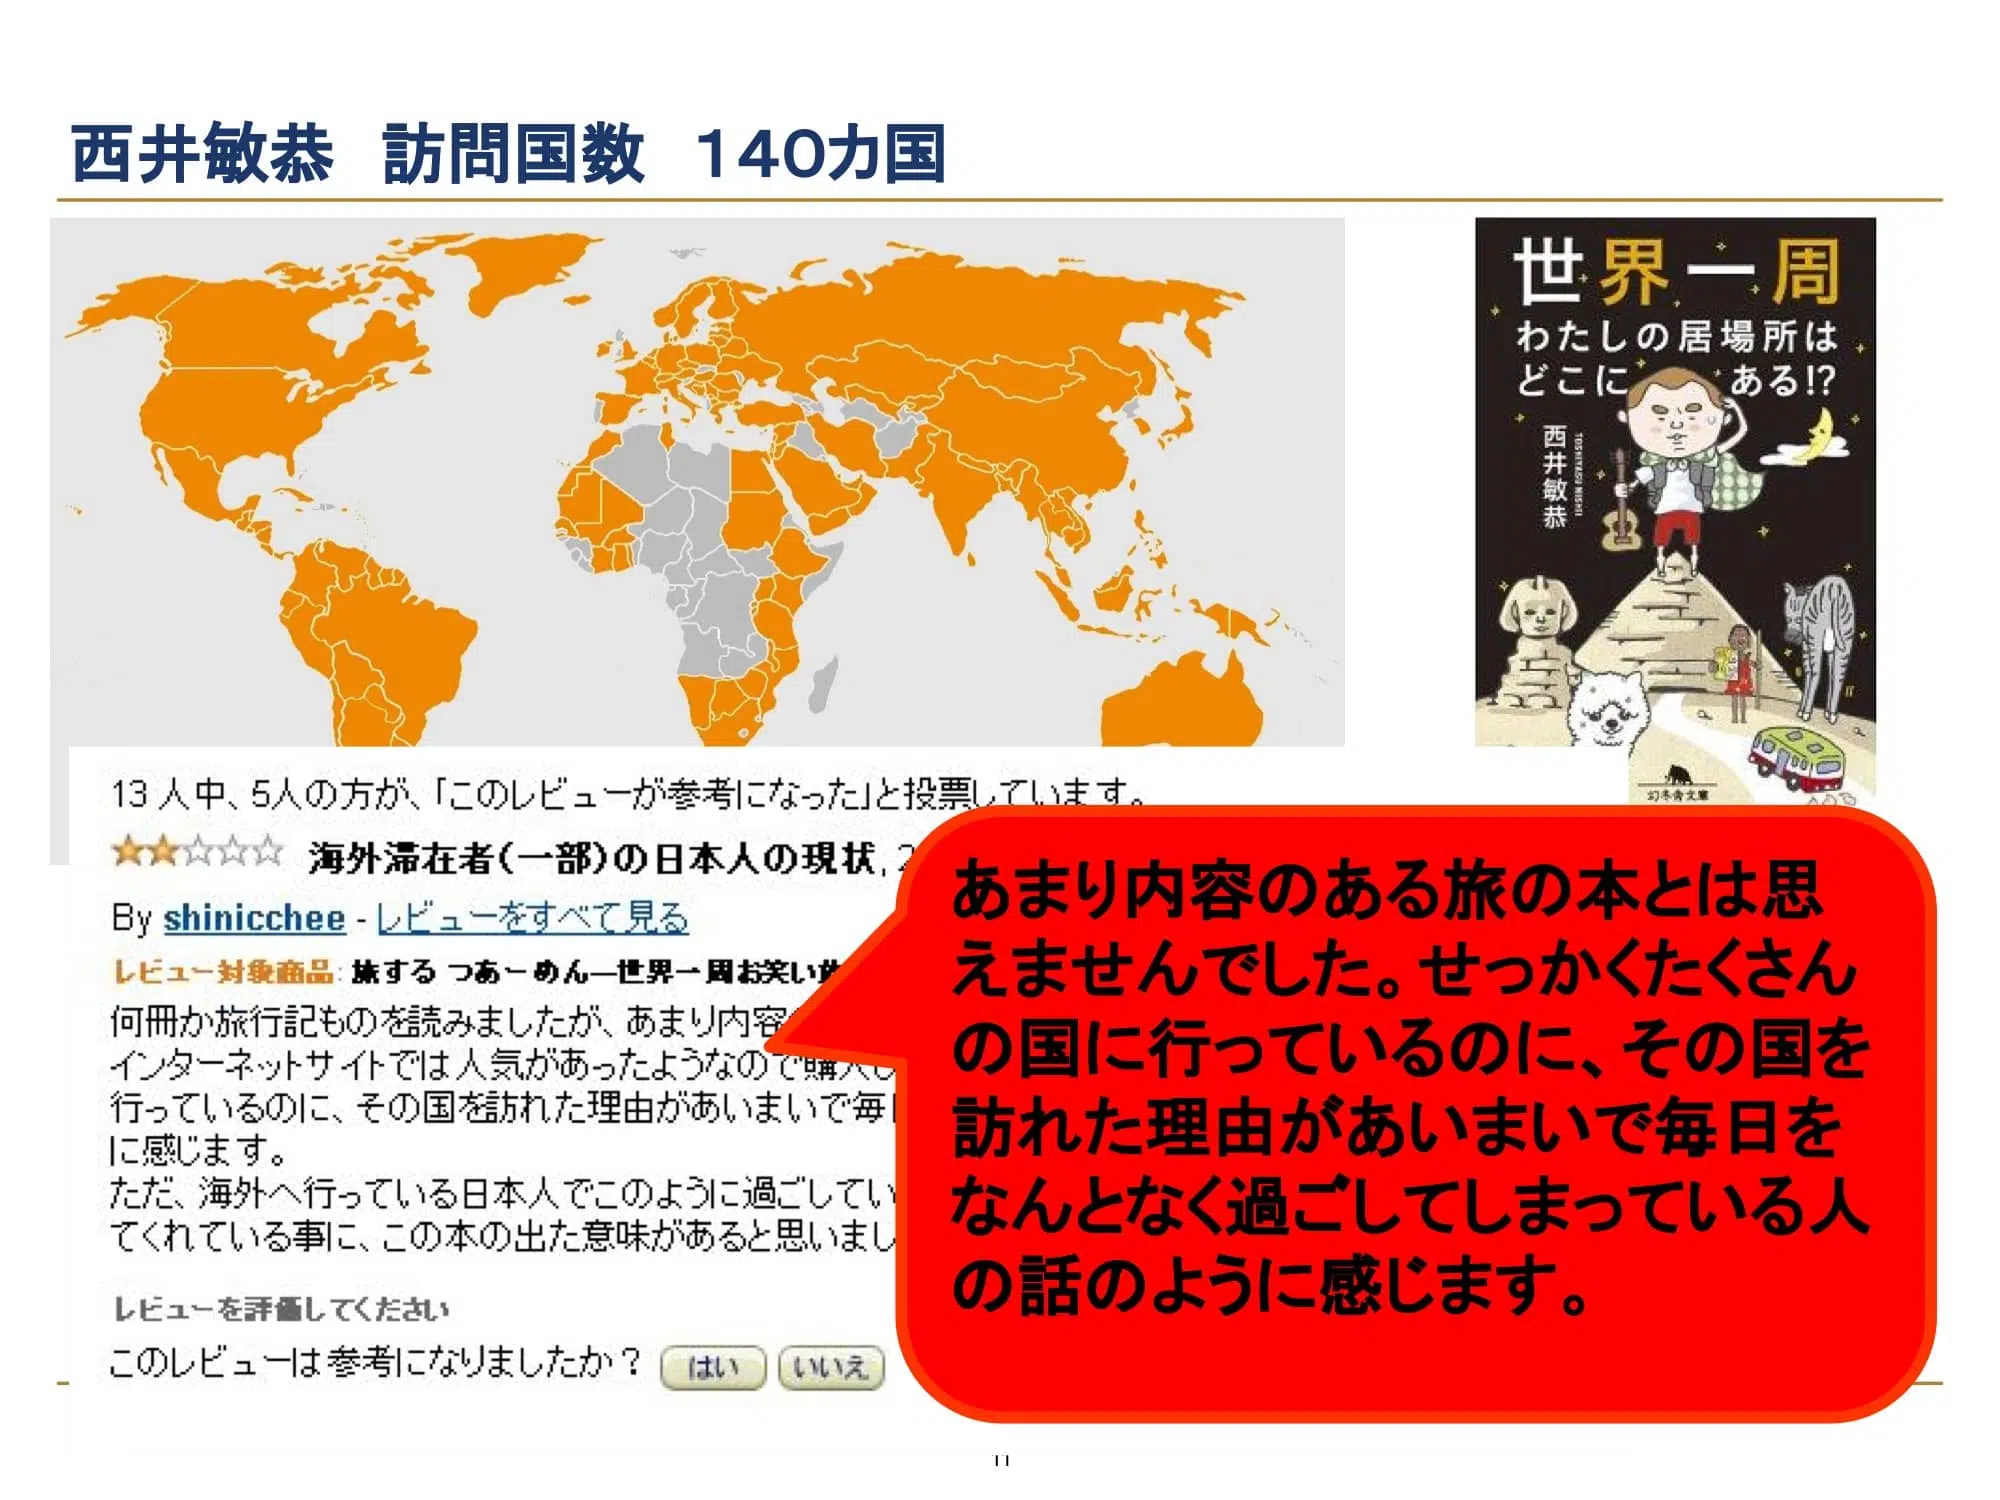 西井敏恭　訪問国数　１４０カ国
世界一周
わたしの居場所は
どこに ある!?
西井敏恭
TOSHIYASU NISHII
幻冬舎文庫
13 人中、5人の方が、「このレビューが参考になった」と投票しています。
海外滞在者(一部)の日本人の現状, 2
By shinicchee - レビューをすべて見る
レビュー対象商品: 旅する つあーめん―世界一周お笑い
何冊か旅行記ものを読みましたが、あまり内容
インターネットサイトでは人気があったようなので購入し
行っているのに、その国を訪れた理由があいまいで毎
に感じます。
ただ、海外へ行っている日本人でこのように過ごしてい
てくれている事に、この本の出た意味があると思いまし
レビューを評価してください
このレビューは参考になりましたか？ はい いいえ
あまり内容のある旅の本とは思
えませんでした。せっかくたくさん
の国に行っているのに、その国を
訪れた理由があいまいで毎日を
なんとなく過ごしてしまっている人
の話のように感じます。
11